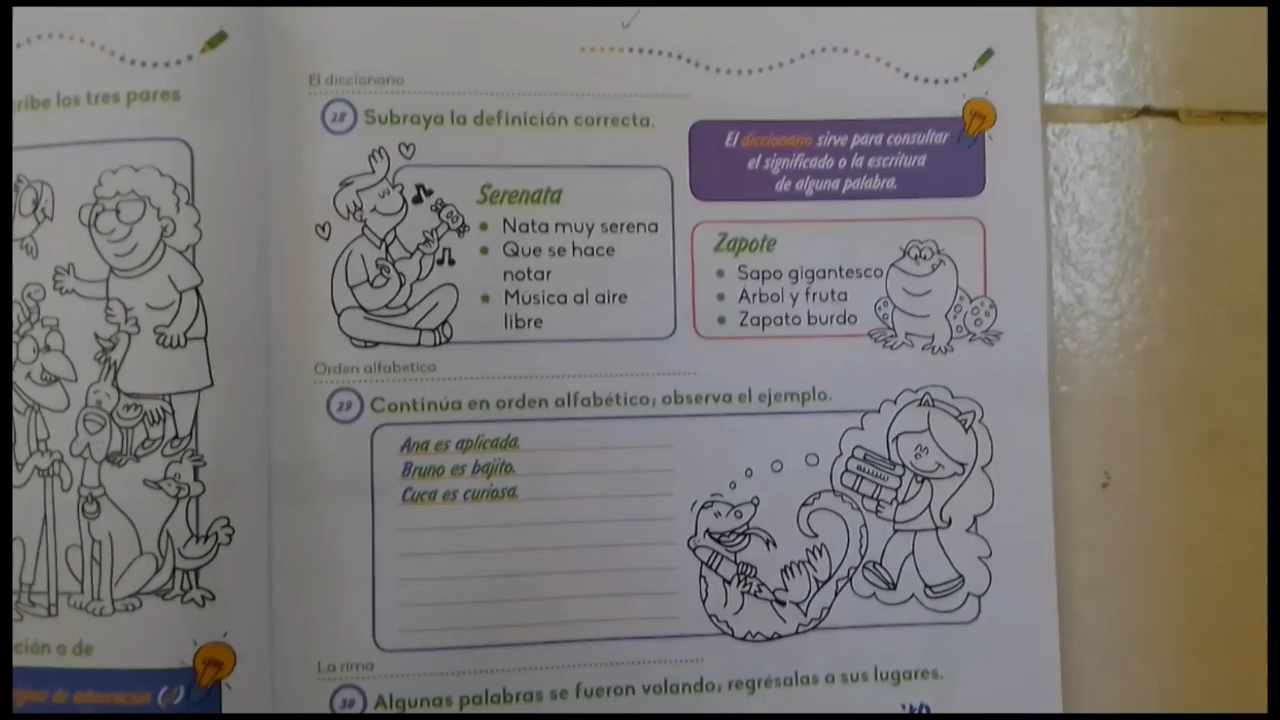 cribe los tres pares
ción o de
El diccionario
28 Subraya la definición correcta.
El diccionario sirve para consultar
el significado o la escritura
de alguna palabra.
Serenata
• Nata muy serena
• Que se hace
notar
• Música al aire
libre
Zapote
• Sapo gigantesco
• Árbol y fruta
• Zapato burdo
Orden alfabético
29 Continúa en orden alfabético; observa el ejemplo.
Ana es aplicada.
Bruno es bajito.
Cuca es curiosa.
La rima
30 Algunas palabras se fueron volando; regrésalas a sus lugares.